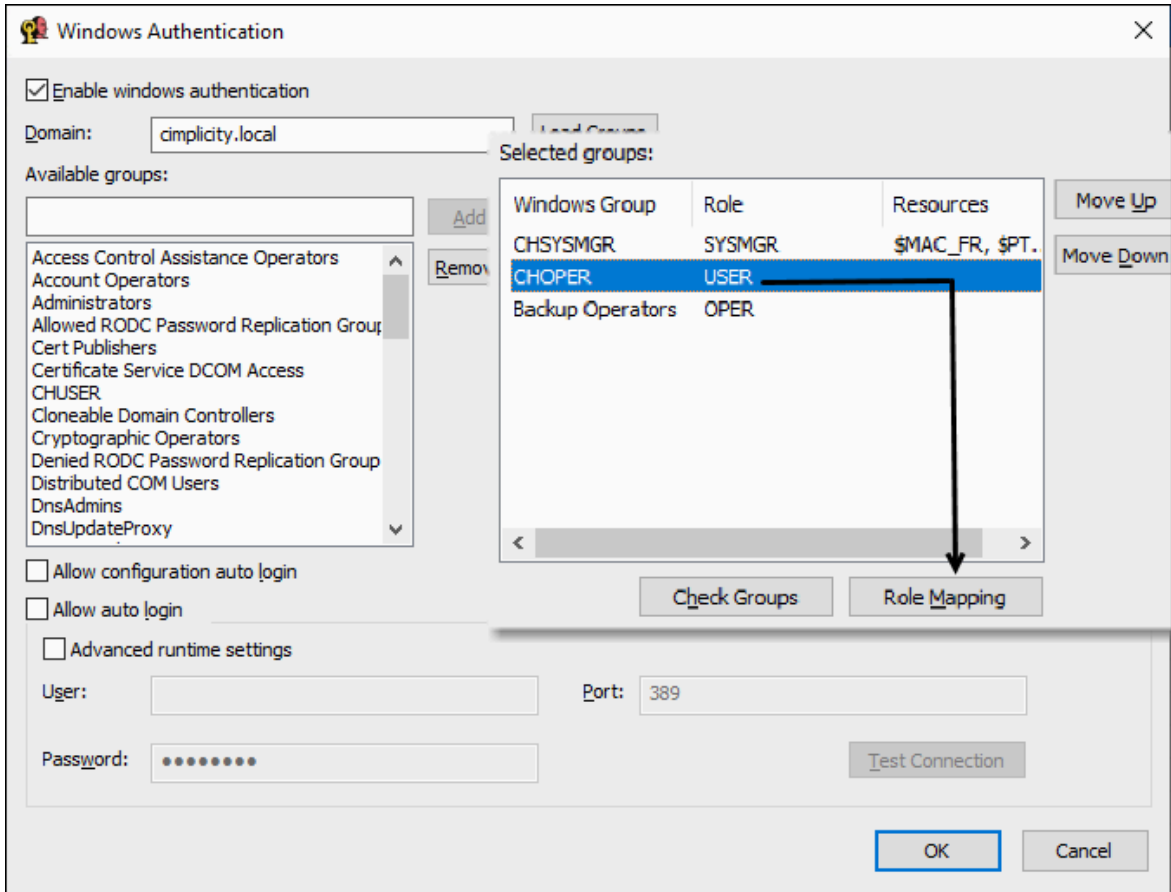 Windows Authentication
Enable windows authentication
Domain: cimplicity.local
Load Groups
Available groups:
Add
Remov
Access Control Assistance Operators
Account Operators
Administrators
Allowed RODC Password Replication Group
Cert Publishers
Certificate Service DCOM Access
CHUSER
Cloneable Domain Controllers
Cryptographic Operators
Denied RODC Password Replication Group
Distributed COM Users
DnsAdmins
DnsUpdateProxy
Selected groups:
Windows Group Role Resources
CHSYSMGR SYSMGR $MAC_FR, $PT.
CHOPER USER
Backup Operators OPER
Move Up
Move Down
Check Groups Role Mapping
Allow configuration auto login
Allow auto login
Advanced runtime settings
User: Port: 389
Password: ●●●●●●●●
Test Connection
OK Cancel